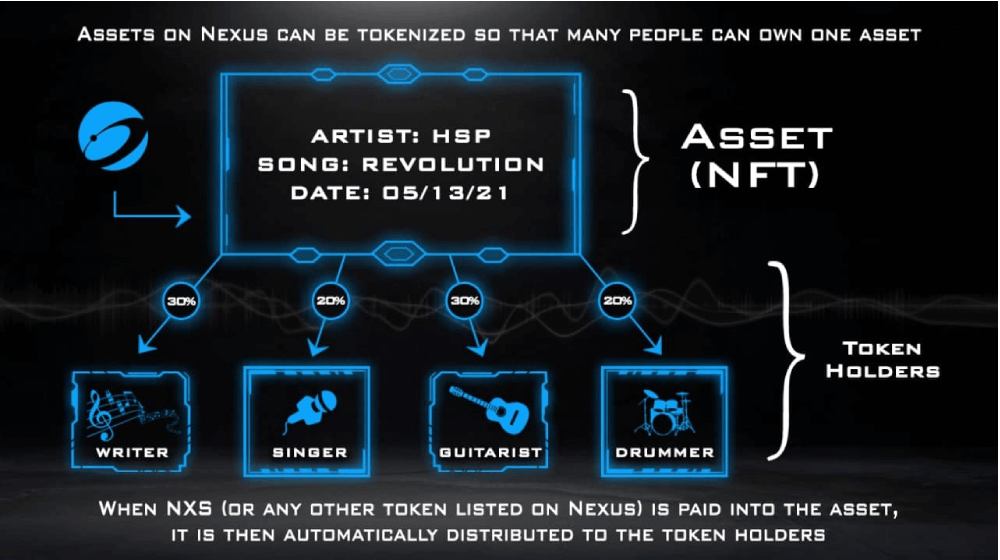 ASSETS ON NEXUS CAN BE TOKENIZED SO THAT MANY PEOPLE CAN OWN ONE ASSET
ARTIST: HSP
SONG: REVOLUTION
DATE: 05/13/21
ASSET
(NFT)
30%
20%
30%
20%
TOKEN
HOLDERS
WRITER
SINGER
GUITARIST
DRUMMER
WHEN NXS (OR ANY OTHER TOKEN LISTED ON NEXUS) IS PAID INTO THE ASSET,
IT IS THEN AUTOMATICALLY DISTRIBUTED TO THE TOKEN HOLDERS